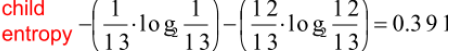 child entropy −(1/13 · log₂ 1/13) − (12/13 · log₂ 12/13) = 0.391